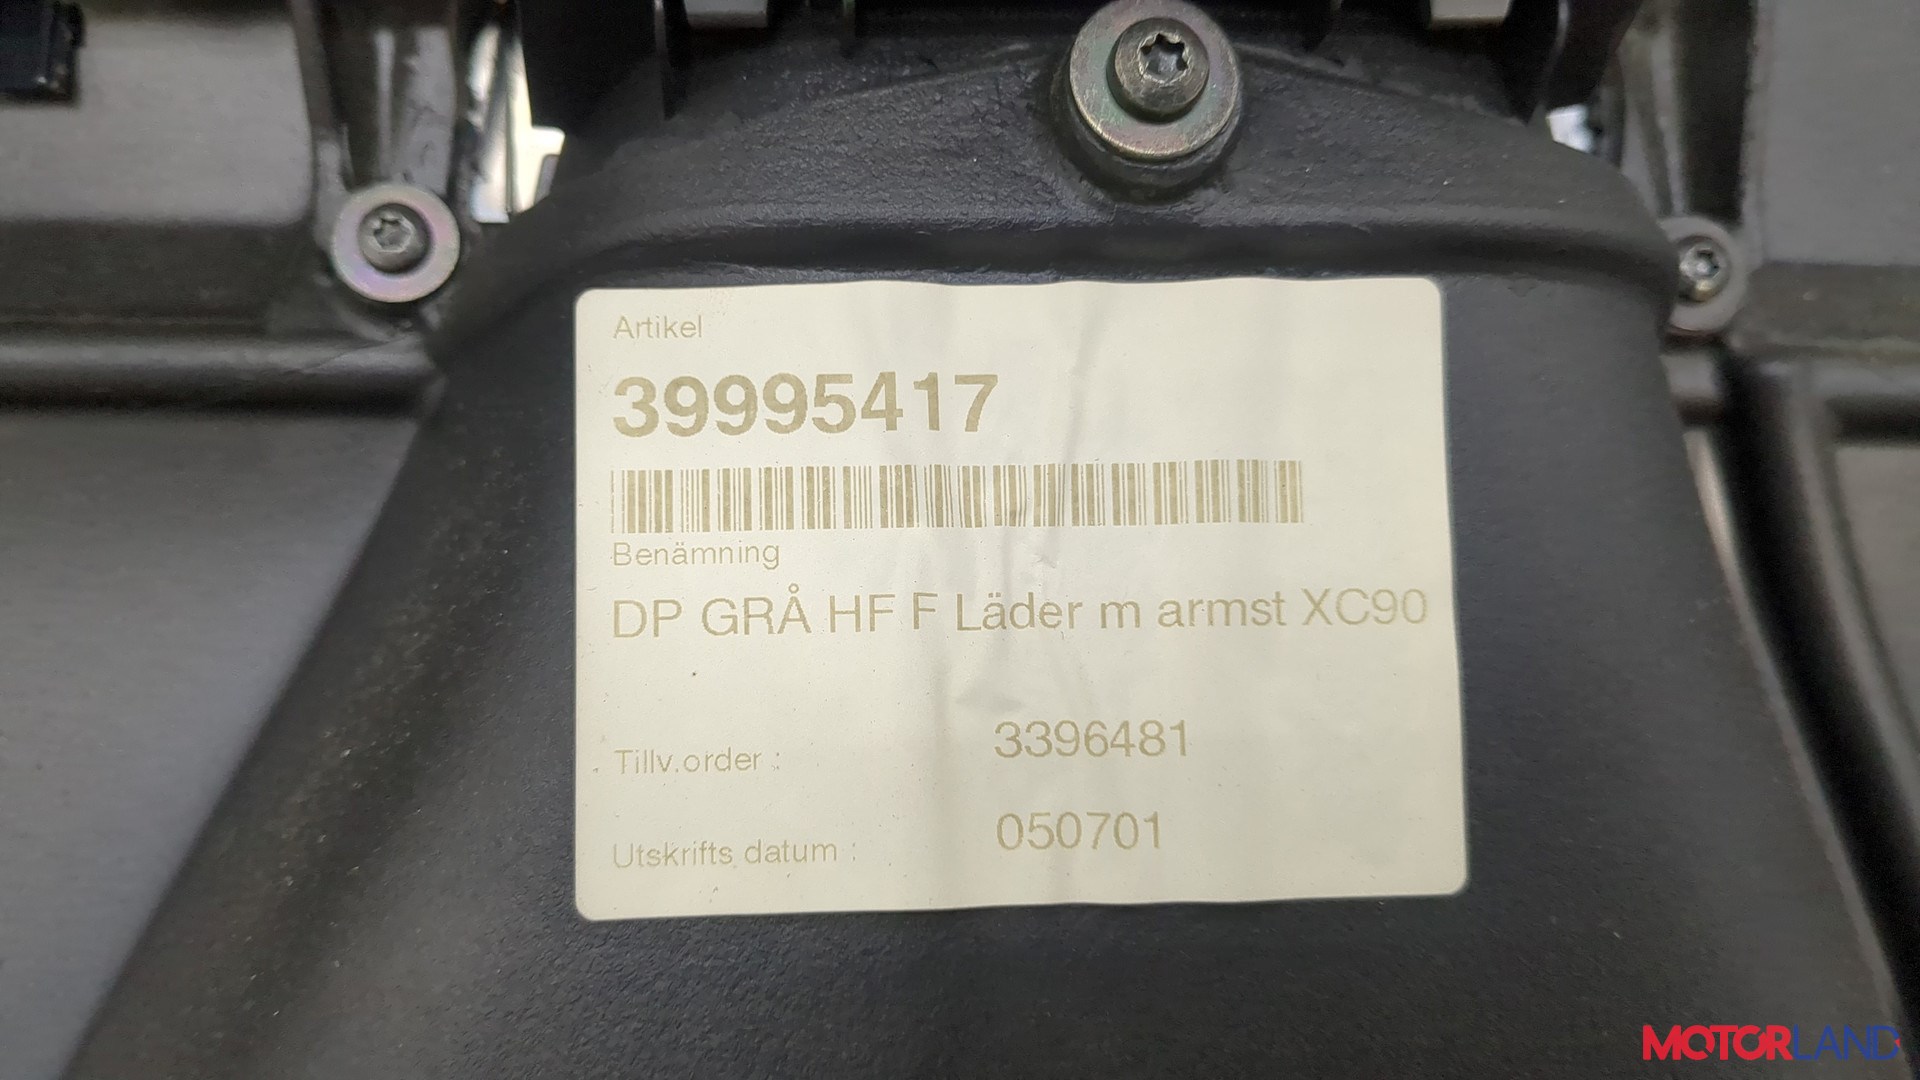 Artikel
39995417
Benämning
DP GRÅ HF F Läder m armst XC90
Tillv.order : 3396481
Utskrifts datum : 050701
MOTORLAND